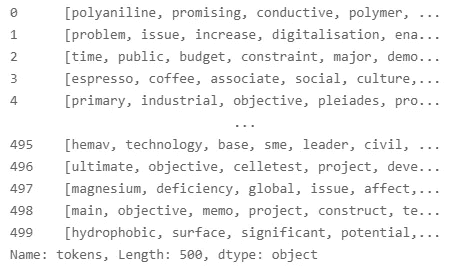 0 [polyaniline, promising, conductive, polymer, ...
1 [problem, issue, increase, digitalisation, ena...
2 [time, public, budget, constraint, major, demo...
3 [espresso, coffee, associate, social, culture,...
4 [primary, industrial, objective, pleiades, pro...
...
495 [hemav, technology, base, sme, leader, civil, ...
496 [ultimate, objective, celletest, project, deve...
497 [magnesium, deficiency, global, issue, affect,...
498 [main, objective, memo, project, construct, te...
499 [hydrophobic, surface, significant, potential,...
Name: tokens, Length: 500, dtype: object